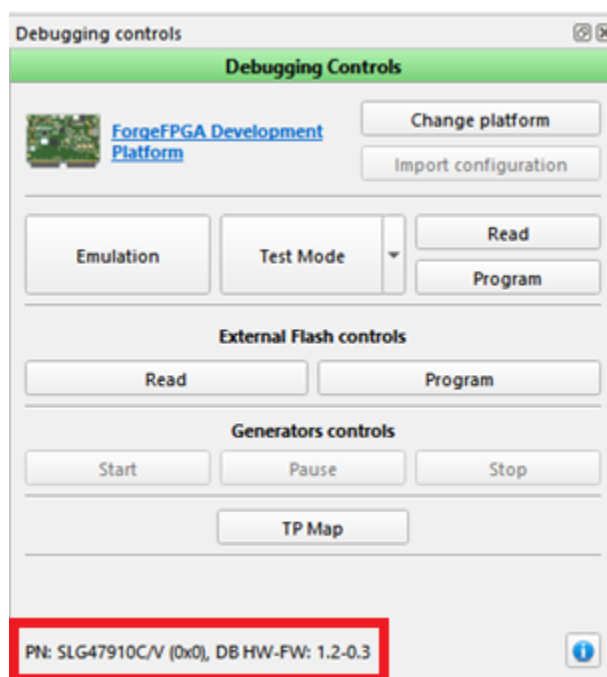 Debugging controls
Debugging Controls
ForgeFPGA Development
Platform
Change platform
Import configuration
Emulation
Test Mode
Read
Program
External Flash controls
Read
Program
Generators controls
Start
Pause
Stop
TP Map
PN: SLG47910C/V (0x0), DB HW-FW: 1.2-0.3